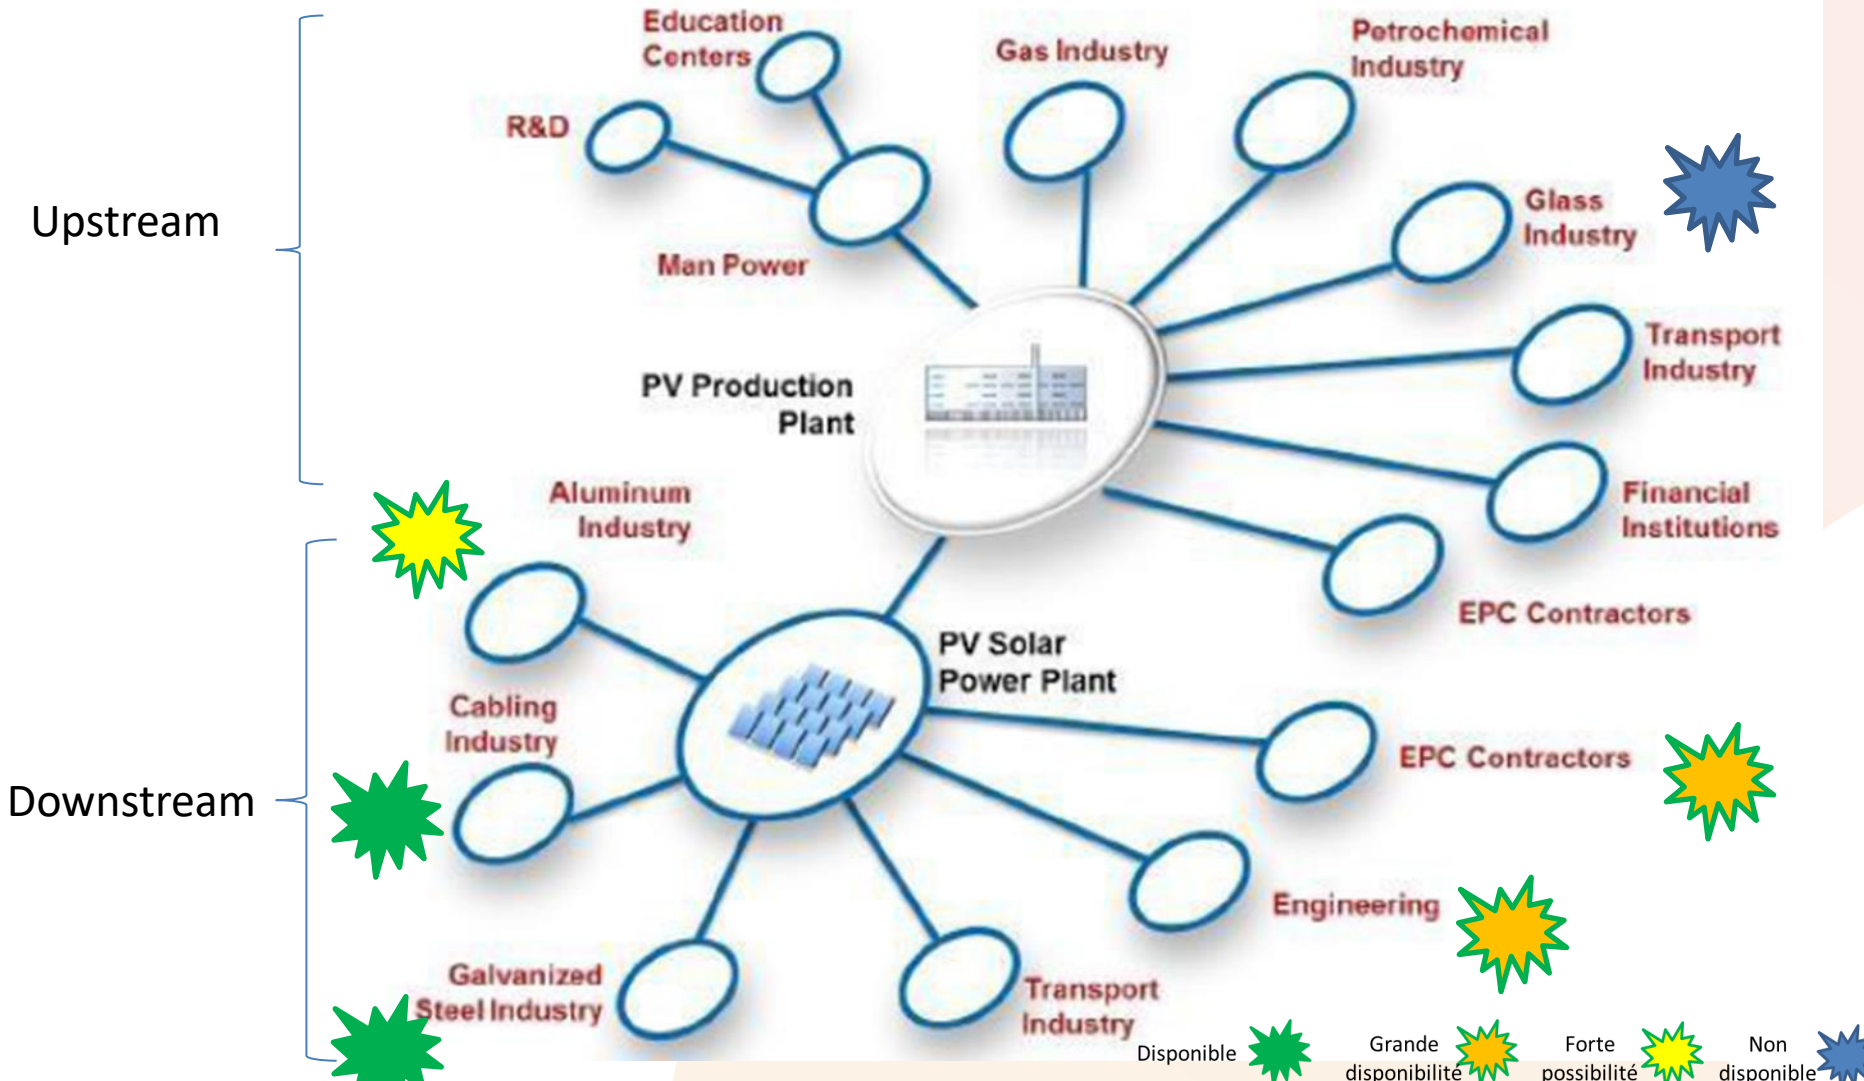 Education
Centers
Gas Industry
Petrochemical
Industry
R&D
Upstream
Glass
Industry
Man Power
Transport
Industry
PV Production
Plant
Aluminum
Industry
Financial
Institutions
EPC Contractors
PV Solar
Power Plant
Cabling
Industry
EPC Contractors
Downstream
Engineering
Galvanized
Steel Industry
Transport
Industry
Disponible
Grande
disponibilité
Forte
possibilité
Non
disponible